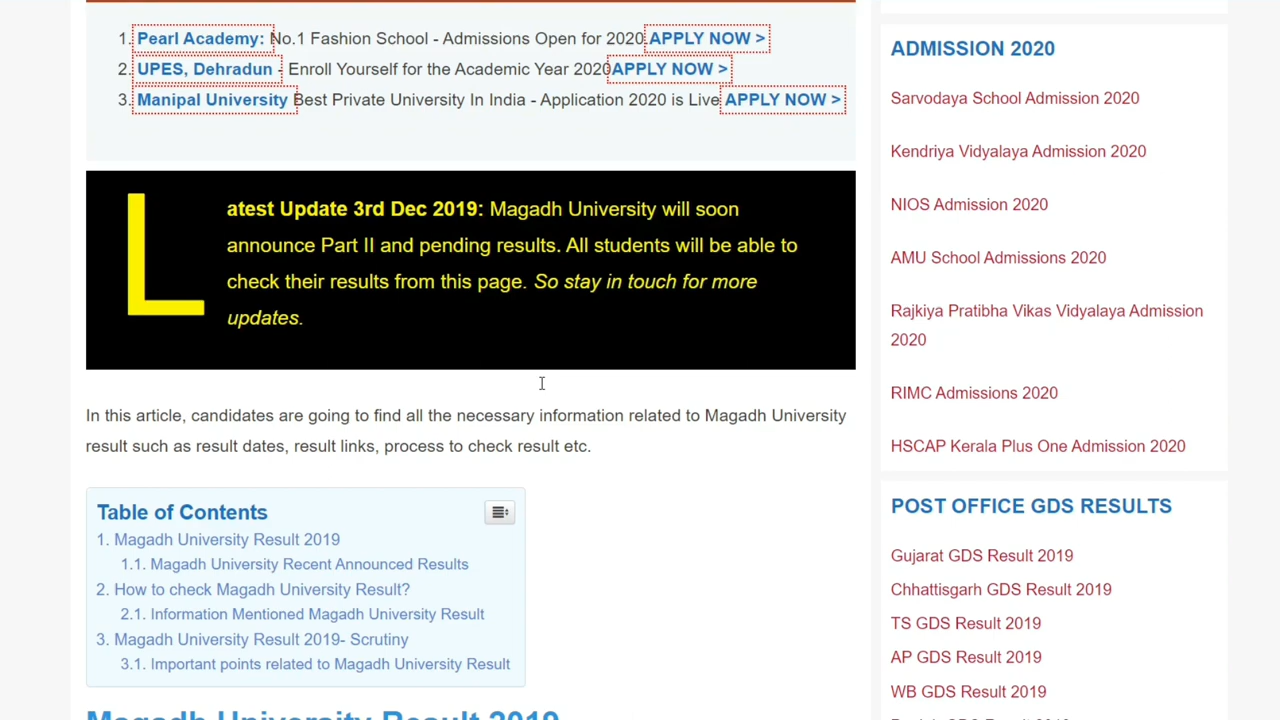 1. Pearl Academy: No.1 Fashion School - Admissions Open for 2020 APPLY NOW >
2. UPES, Dehradun - Enroll Yourself for the Academic Year 2020 APPLY NOW >
3. Manipal University Best Private University In India - Application 2020 is Live APPLY NOW >
Latest Update 3rd Dec 2019: Magadh University will soon
announce Part II and pending results. All students will be able to
check their results from this page. So stay in touch for more
updates.
In this article, candidates are going to find all the necessary information related to Magadh University
result such as result dates, result links, process to check result etc.
Table of Contents
1. Magadh University Result 2019
1.1. Magadh University Recent Announced Results
2. How to check Magadh University Result?
2.1. Information Mentioned Magadh University Result
3. Magadh University Result 2019- Scrutiny
3.1. Important points related to Magadh University Result
Magadh University Result 2019
ADMISSION 2020
Sarvodaya School Admission 2020
Kendriya Vidyalaya Admission 2020
NIOS Admission 2020
AMU School Admissions 2020
Rajkiya Pratibha Vikas Vidyalaya Admission
2020
RIMC Admissions 2020
HSCAP Kerala Plus One Admission 2020
POST OFFICE GDS RESULTS
Gujarat GDS Result 2019
Chhattisgarh GDS Result 2019
TS GDS Result 2019
AP GDS Result 2019
WB GDS Result 2019